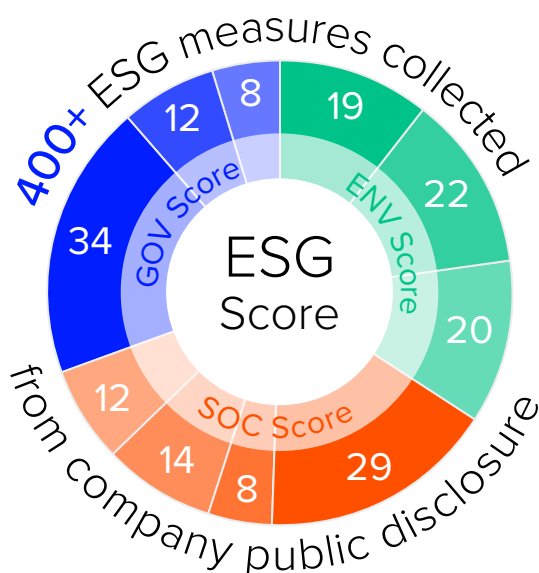 400+ ESG measures collected
from company public disclosure
ESG
Score
ENV Score
SOC Score
GOV Score
19
22
20
29
8
14
12
34
12
8